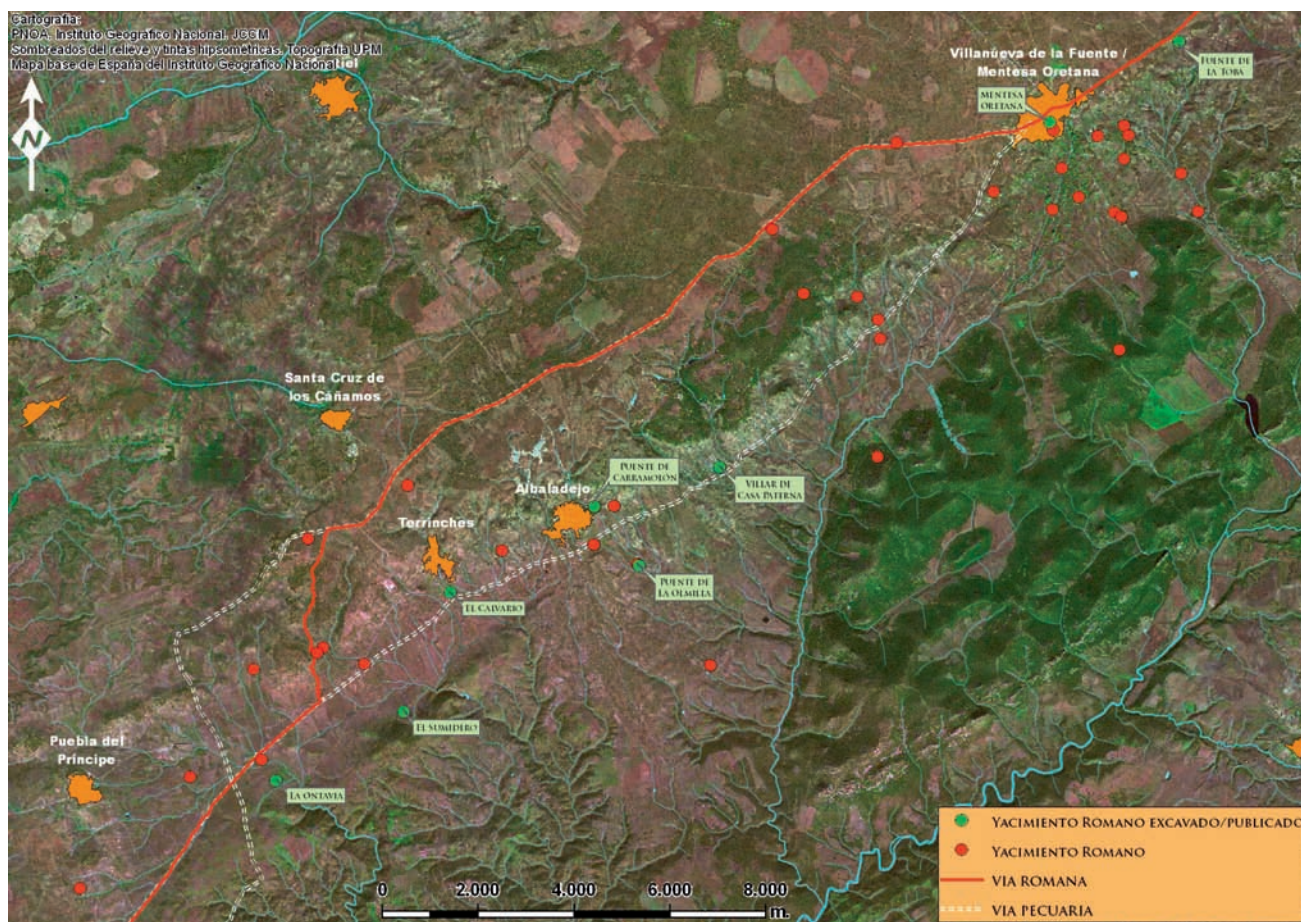 Cartografía:
PNOA, Instituto Geográfico Nacional, JCCM
Sombreados del relieve y tintas hipsométricas, Topografía UPM
Mapa base de España del Instituto Geográfico Nacional
tiel
N
Villanueva de la Fuente /
Mentesa Oretana
MENTESA
ORETANA
FUENTE DE
LA TOBA
Santa Cruz de
los Cáñamos
PUENTE DE
CARRAMOLÓN
Albaladejo
VILLAR DE
CASA PATERNA
Terrinches
PUENTE DE
LA OLMILLA
EL CALVARIO
EL SUMIDERO
Puebla del
Príncipe
LA ONTAVIA
0 2.000 4.000 6.000 8.000
m.
YACIMIENTO ROMANO EXCAVADO/PUBLICADO
YACIMIENTO ROMANO
VIA ROMANA
VIA PECUARIA